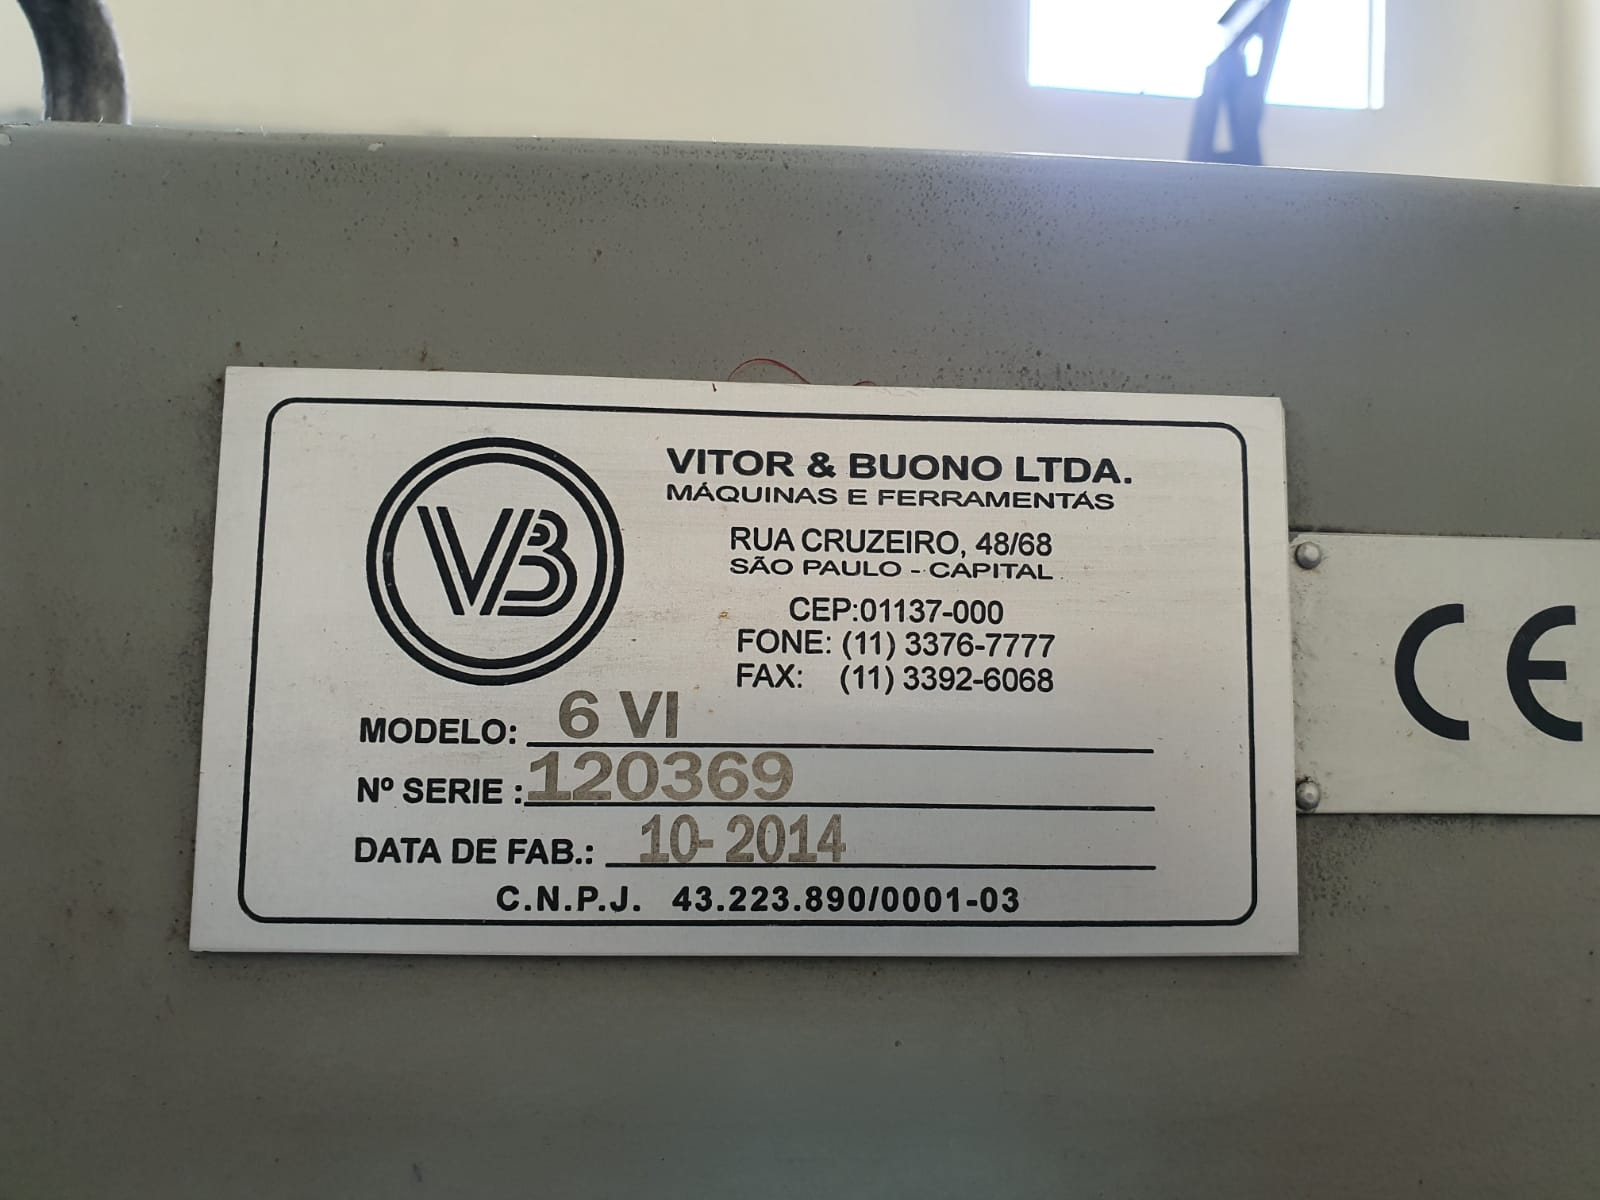 VB
VITOR & BUONO LTDA.
MÁQUINAS E FERRAMENTAS
RUA CRUZEIRO, 48/68
SÃO PAULO - CAPITAL
CEP:01137-000
FONE: (11) 3376-7777
FAX: (11) 3392-6068
MODELO: 6 VI
Nº SERIE : 120369
DATA DE FAB.: 10-2014
C.N.P.J. 43.223.890/0001-03
CE